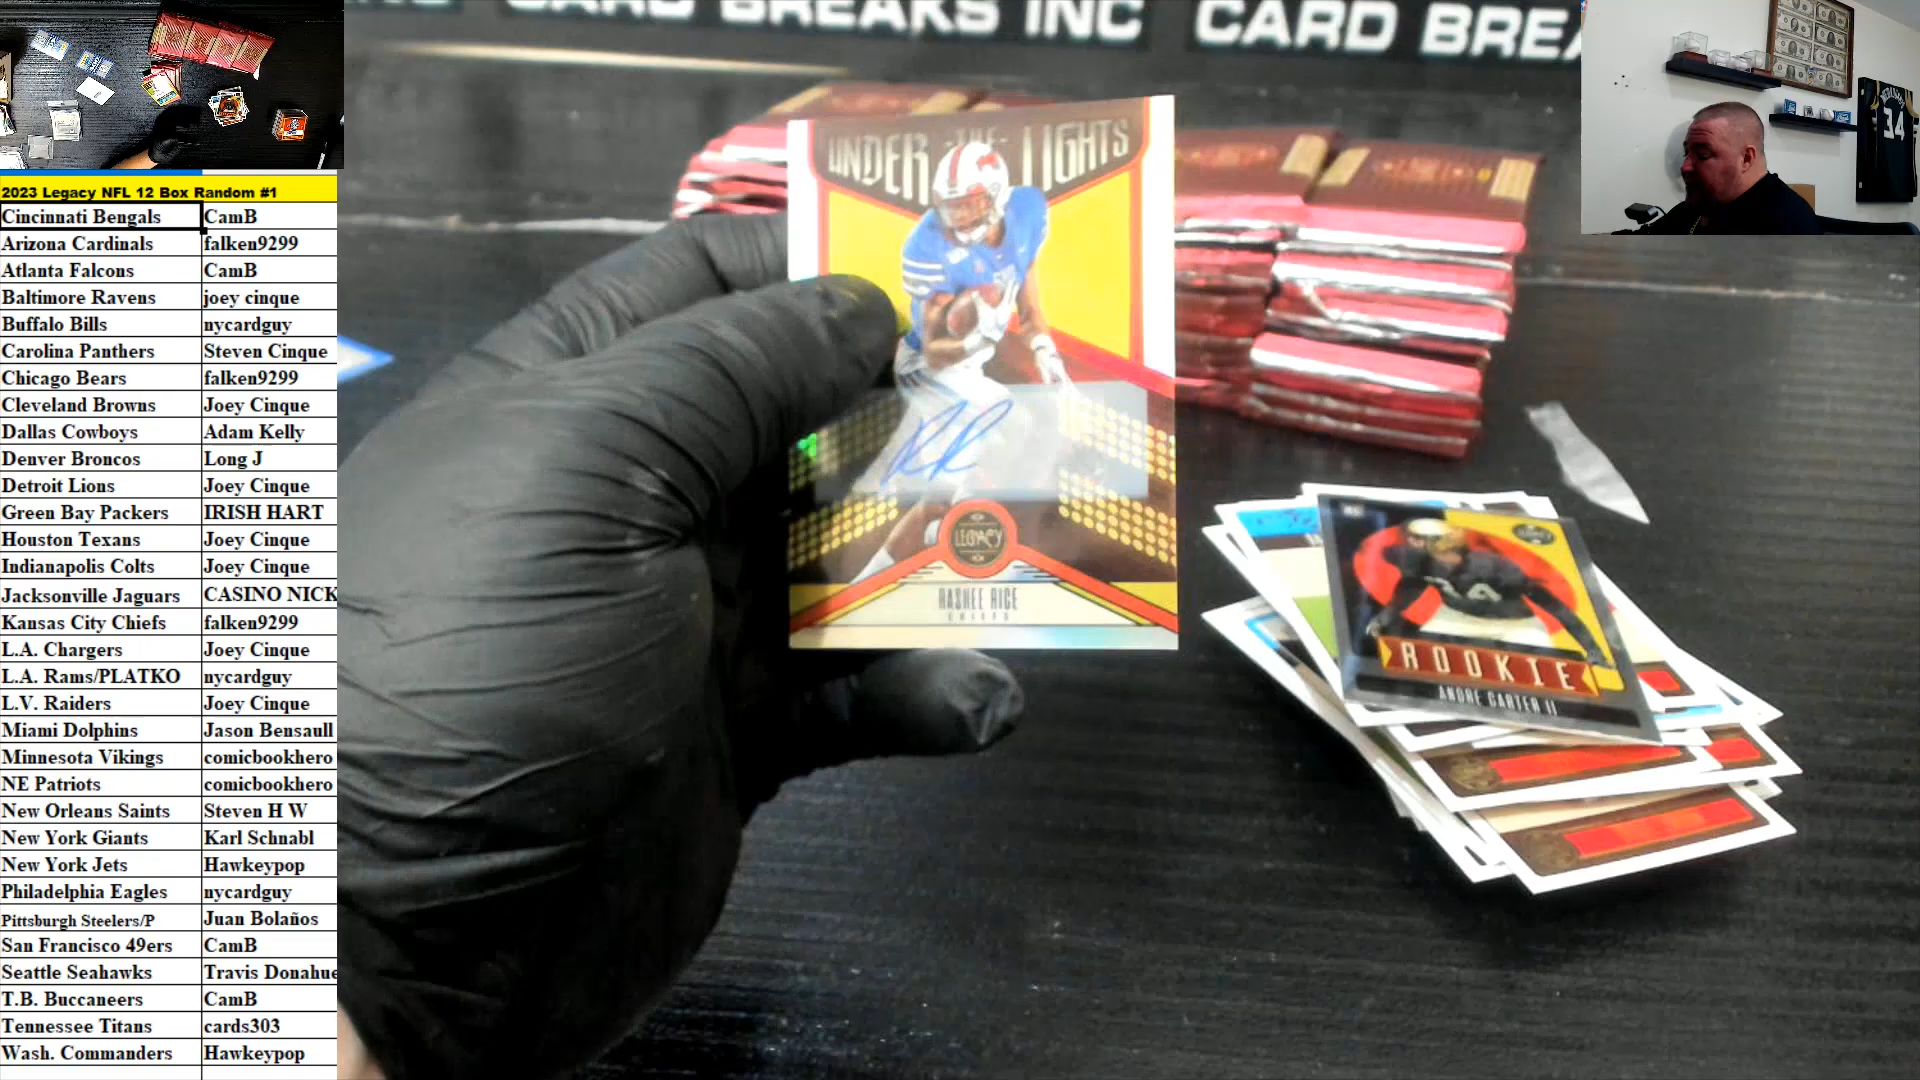 CARD BREAKS INC CARD BREA
34
2023 Legacy NFL 12 Box Random #1
Cincinnati Bengals CamB
Arizona Cardinals falken9299
Atlanta Falcons CamB
Baltimore Ravens joey cinque
Buffalo Bills nycardguy
Carolina Panthers Steven Cinque
Chicago Bears falken9299
Cleveland Browns Joey Cinque
Dallas Cowboys Adam Kelly
Denver Broncos Long J
Detroit Lions Joey Cinque
Green Bay Packers IRISH HART
Houston Texans Joey Cinque
Indianapolis Colts Joey Cinque
Jacksonville Jaguars CASINO NICK
Kansas City Chiefs falken9299
L.A. Chargers Joey Cinque
L.A. Rams/PLATKO nycardguy
L.V. Raiders Joey Cinque
Miami Dolphins Jason Bensaull
Minnesota Vikings comicbookhero
NE Patriots comicbookhero
New Orleans Saints Steven H W
New York Giants Karl Schnabl
New York Jets Hawkeypop
Philadelphia Eagles nycardguy
Pittsburgh Steelers/P Juan Bolaños
San Francisco 49ers CamB
Seattle Seahawks Travis Donahue
T.B. Buccaneers CamB
Tennessee Titans cards303
Wash. Commanders Hawkeypop
UNDER THE LIGHTS
RR
LEGACY
RASHEE RICE
CHIEFS
ROOKIE
ANDRE CARTER II